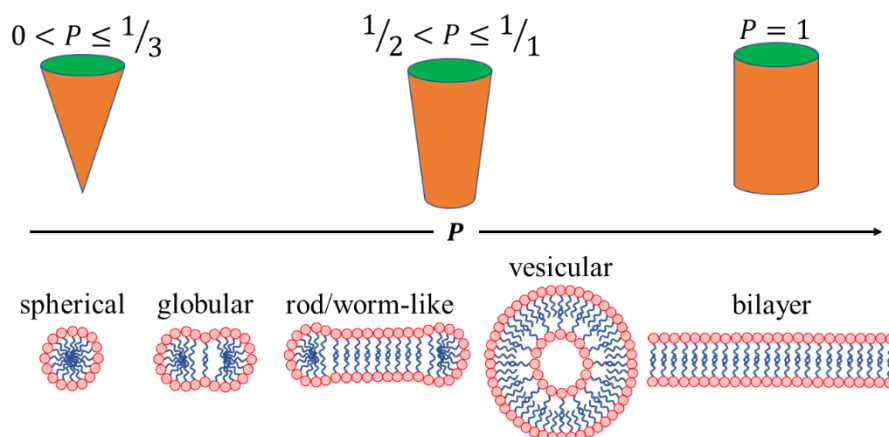 0 < P ≤ 1/3
1/2 < P ≤ 1/1
P = 1
P
spherical
globular
rod/worm-like
vesicular
bilayer